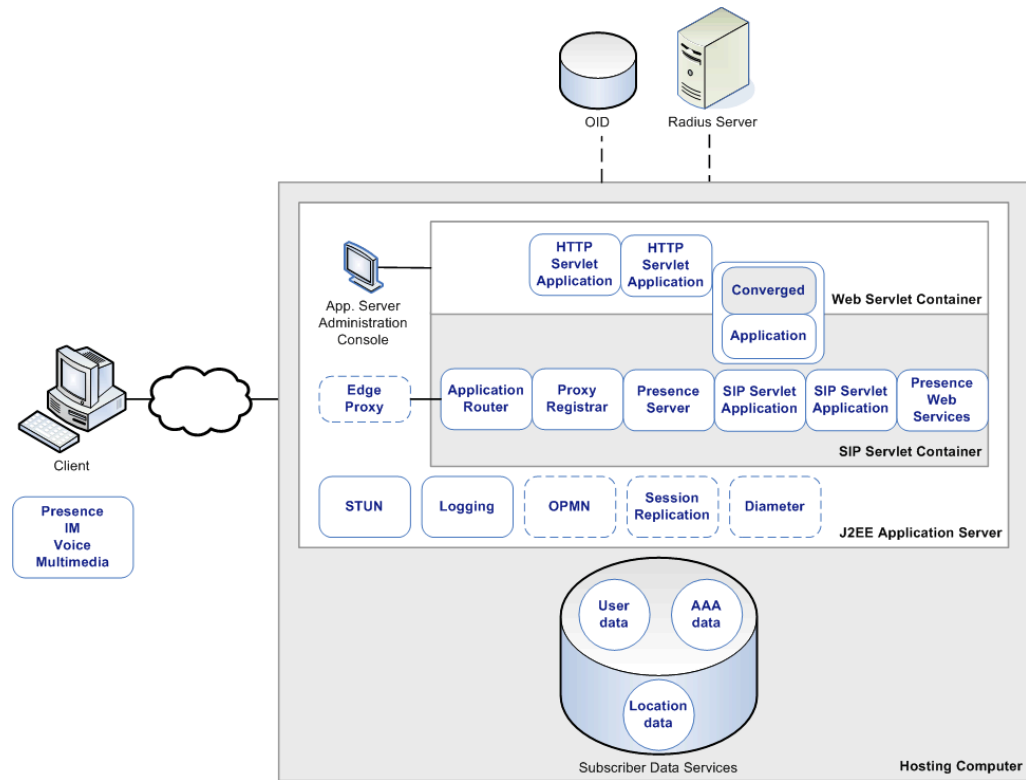 OID
Radius Server
HTTP
Servlet
Application
HTTP
Servlet
Application
Converged
Application
Web Servlet Container
App. Server
Administration
Console
Edge
Proxy
Application
Router
Proxy
Registrar
Presence
Server
SIP Servlet
Application
SIP Servlet
Application
Presence
Web
Services
SIP Servlet Container
Client
Presence
IM
Voice
Multimedia
STUN
Logging
OPMN
Session
Replication
Diameter
J2EE Application Server
User
data
AAA
data
Location
data
Subscriber Data Services
Hosting Computer